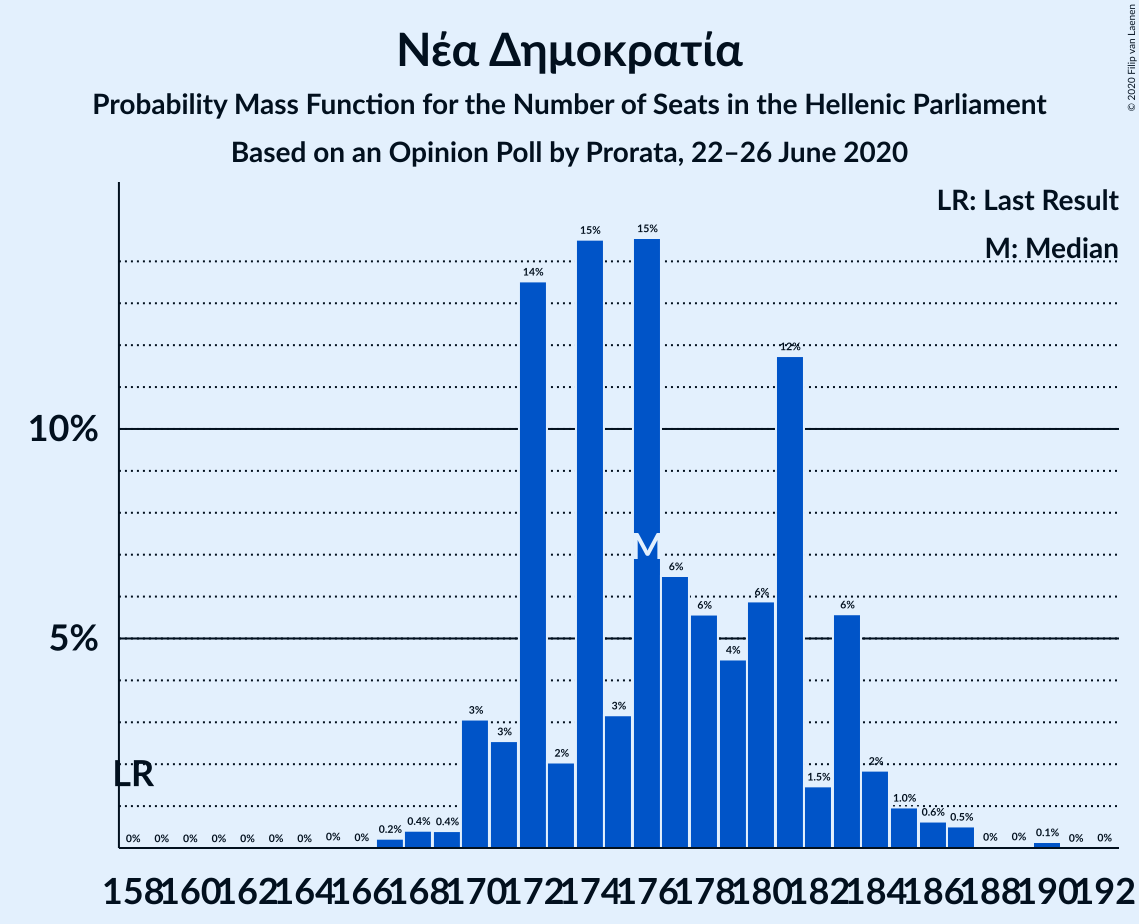 Νέα Δημοκρατία
Probability Mass Function for the Number of Seats in the Hellenic Parliament
Based on an Opinion Poll by Prorata, 22–26 June 2020
© 2020 Filip van Laenen
LR: Last Result
M: Median
15% 15%
14%
12%
10%
M
6% 6% 6% 6%
5%
4%
3% 3% 3%
2% 2%
LR
1.5%
1.0%
0% 0% 0% 0% 0% 0% 0% 0% 0% 0.2% 0.4% 0.4% 0.6% 0.5% 0% 0% 0.1% 0% 0%
158 160 162 164 166 168 170 172 174 176 178 180 182 184 186 188 190 192